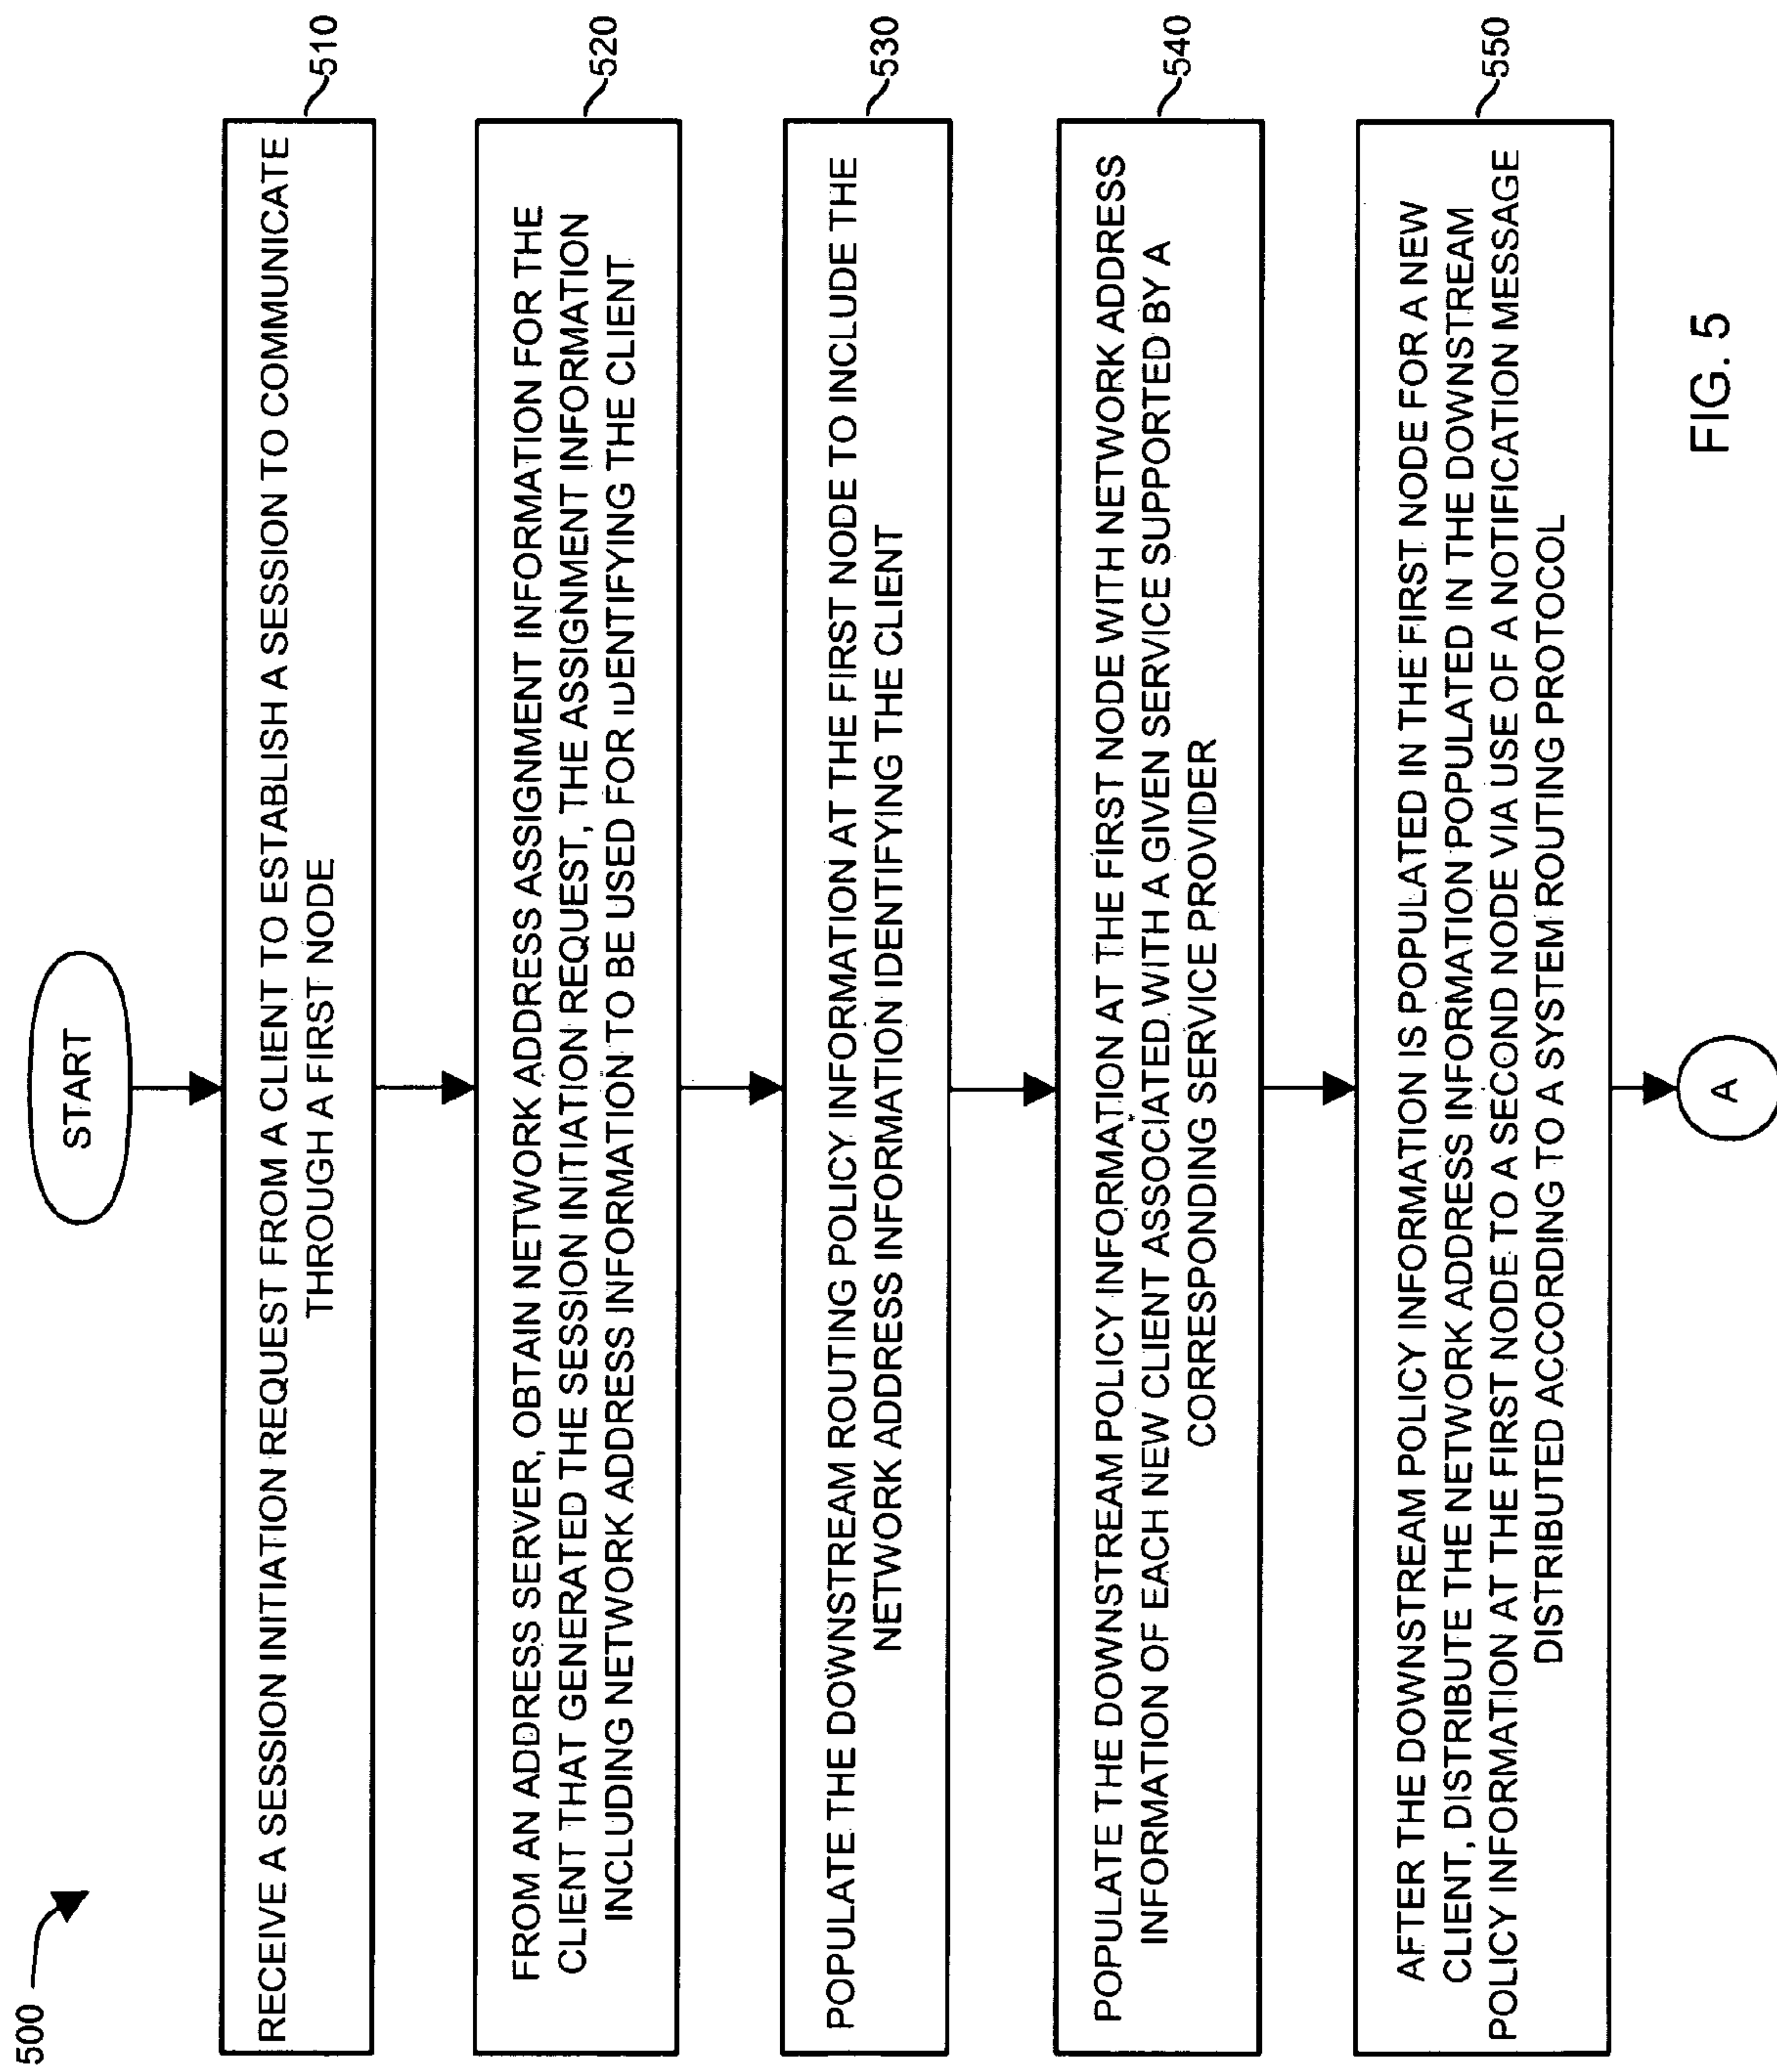 500
START
RECEIVE A SESSION INITIATION REQUEST FROM A CLIENT TO ESTABLISH A SESSION TO COMMUNICATE
THROUGH A FIRST NODE
510
FROM AN ADDRESS SERVER, OBTAIN NETWORK ADDRESS ASSIGNMENT INFORMATION FOR THE
CLIENT THAT GENERATED THE SESSION INITIATION REQUEST, THE ASSIGNMENT INFORMATION
INCLUDING NETWORK ADDRESS INFORMATION TO BE USED FOR IDENTIFYING THE CLIENT
520
POPULATE THE DOWNSTREAM ROUTING POLICY INFORMATION AT THE FIRST NODE TO INCLUDE THE
NETWORK ADDRESS INFORMATION IDENTIFYING THE CLIENT
530
POPULATE THE DOWNSTREAM POLICY INFORMATION AT THE FIRST NODE WITH NETWORK ADDRESS
INFORMATION OF EACH NEW CLIENT ASSOCIATED WITH A GIVEN SERVICE SUPPORTED BY A
CORRESPONDING SERVICE PROVIDER
540
AFTER THE DOWNSTREAM POLICY INFORMATION IS POPULATED IN THE FIRST NODE FOR A NEW
CLIENT, DISTRIBUTE THE NETWORK ADDRESS INFORMATION POPULATED IN THE DOWNSTREAM
POLICY INFORMATION AT THE FIRST NODE TO A SECOND NODE VIA USE OF A NOTIFICATION MESSAGE
DISTRIBUTED ACCORDING TO A SYSTEM ROUTING PROTOCOL
550
A
FIG. 5